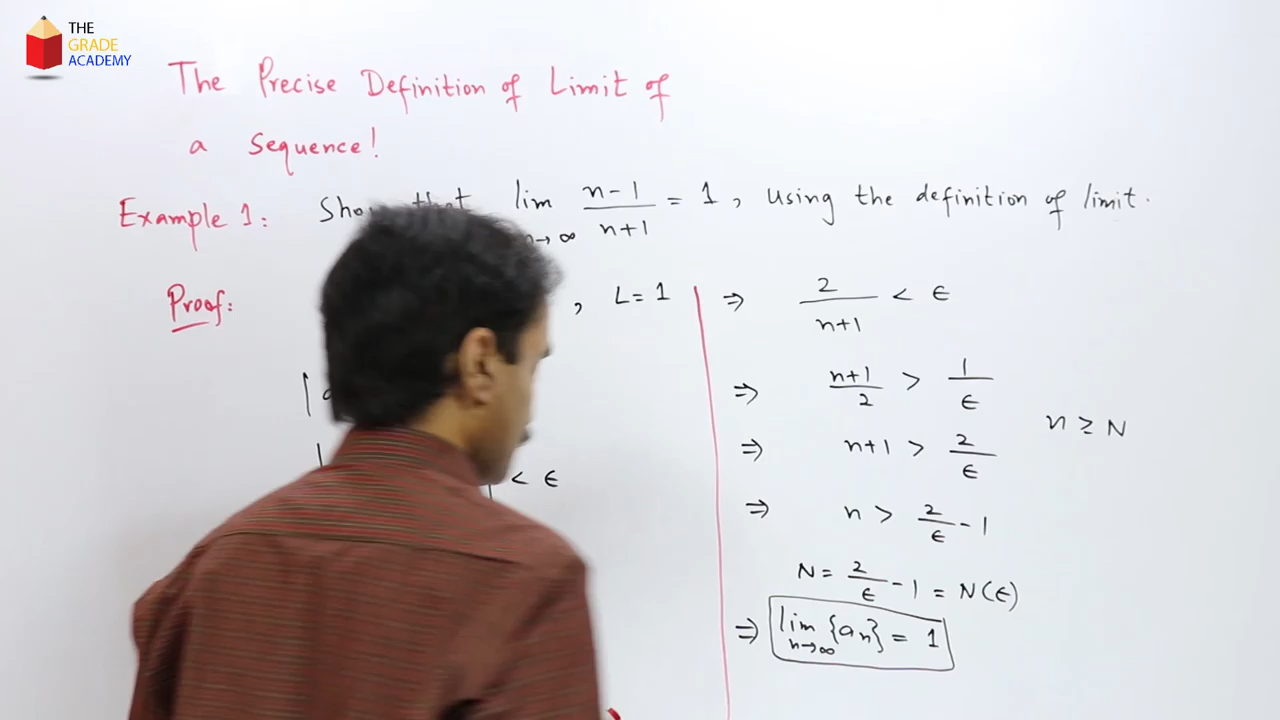 THE
GRADE
ACADEMY
The Precise Definition of Limit of
a Sequence!
Example 1: Show that lim n→∞ n-1/n+1 = 1, Using the definition of limit.
Proof: , L = 1
|a
| < ϵ
⇒ 2/n+1 < ϵ
⇒ n+1/2 > 1/ϵ
n ≥ N
⇒ n+1 > 2/ϵ
⇒ n > 2/ϵ - 1
N = 2/ϵ - 1 = N(ϵ)
⇒ lim n→∞ {an} = 1